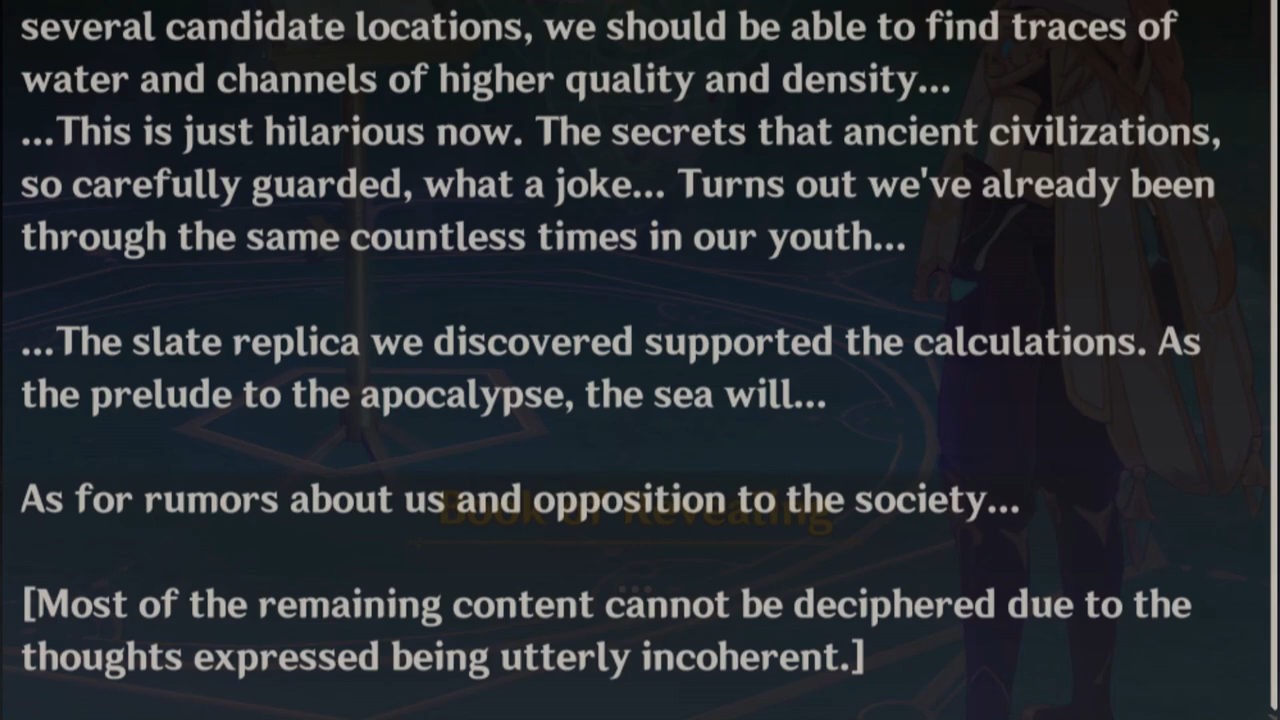 several candidate locations, we should be able to find traces of
water and channels of higher quality and density...
...This is just hilarious now. The secrets that ancient civilizations,
so carefully guarded, what a joke... Turns out we've already been
through the same countless times in our youth...
...The slate replica we discovered supported the calculations. As
the prelude to the apocalypse, the sea will...
As for rumors about us and opposition to the society...
Book of Revealing
...
[Most of the remaining content cannot be deciphered due to the
thoughts expressed being utterly incoherent.]